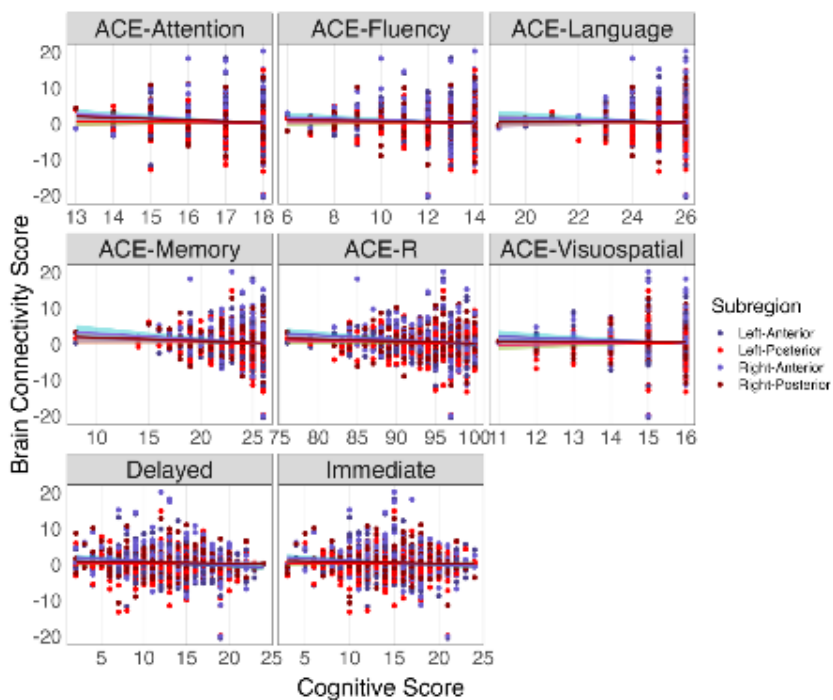 ACE-Attention ACE-Fluency ACE-Language
20
10
0
-10
-20
13 14 15 16 17 18 6 8 10 12 14 20 22 24 26
ACE-Memory ACE-R ACE-Visuospatial
20
10
0
-10
-20
10 15 20 25 75 80 85 90 95 100 11 12 13 14 15 16
Delayed Immediate
20
10
0
-10
-20
5 10 15 20 25 5 10 15 20 25
Brain Connectivity Score
Cognitive Score
Subregion
Left-Anterior
Left-Posterior
Right-Anterior
Right-Posterior